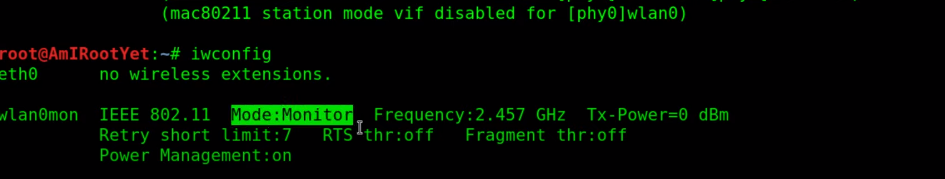 (mac80211 station mode vif disabled for [phy0]wlan0)
root@AmIRootYet:~# iwconfig
eth0 no wireless extensions.
wlan0mon IEEE 802.11 Mode:Monitor Frequency:2.457 GHz Tx-Power=0 dBm
Retry short limit:7 RTS thr:off Fragment thr:off
Power Management:on